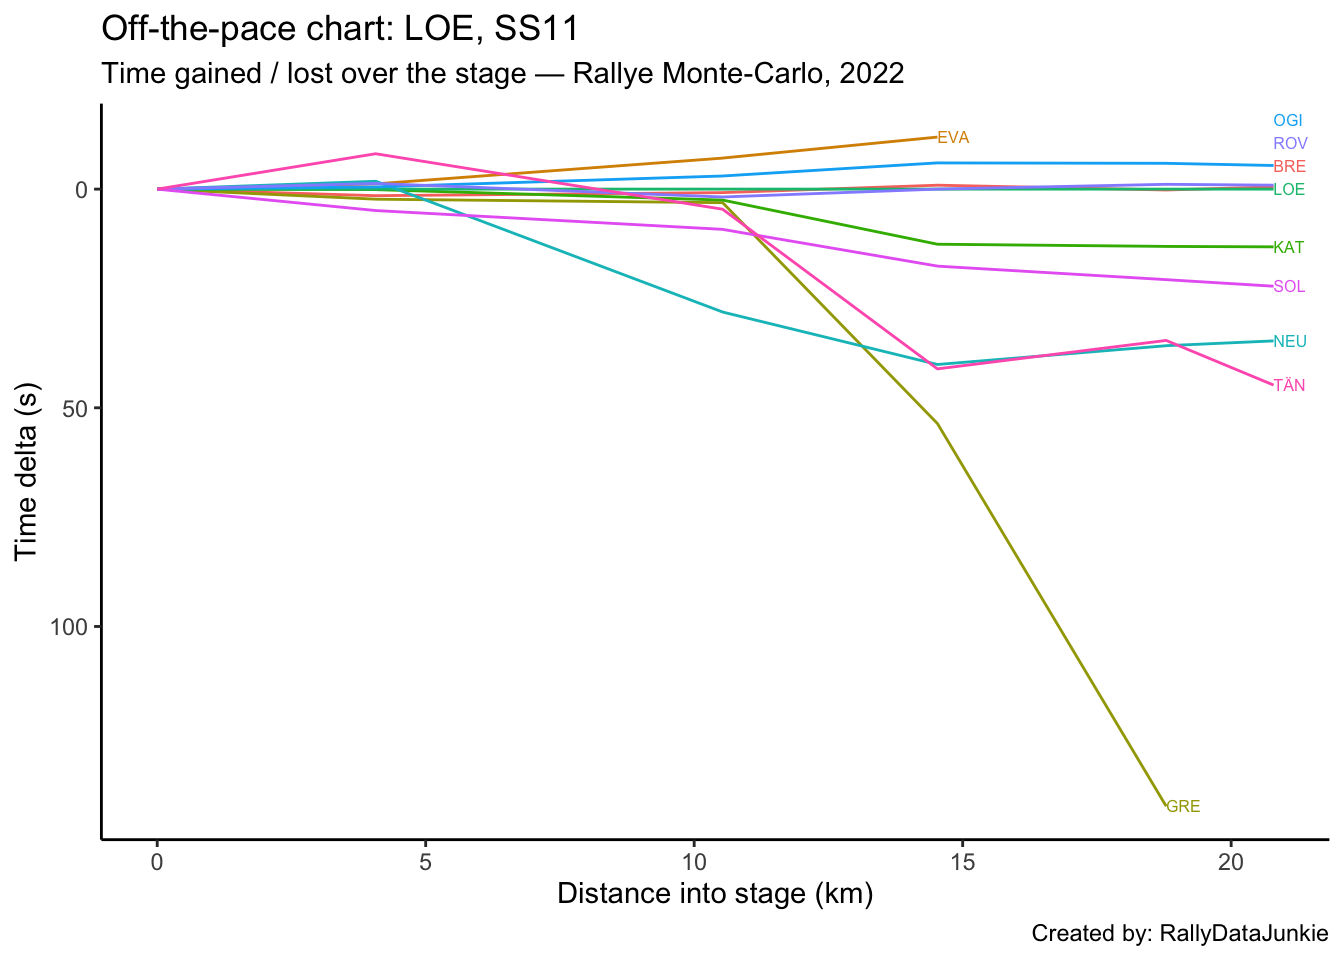 Off-the-pace chart: LOE, SS11
Time gained / lost over the stage — Rallye Monte-Carlo, 2022
OGI
EVA
ROV
BRE
0
LOE
KAT
SOL
NEU
TÄN
50
Time delta (s)
100
GRE
0 5 10 15 20
Distance into stage (km)
Created by: RallyDataJunkie